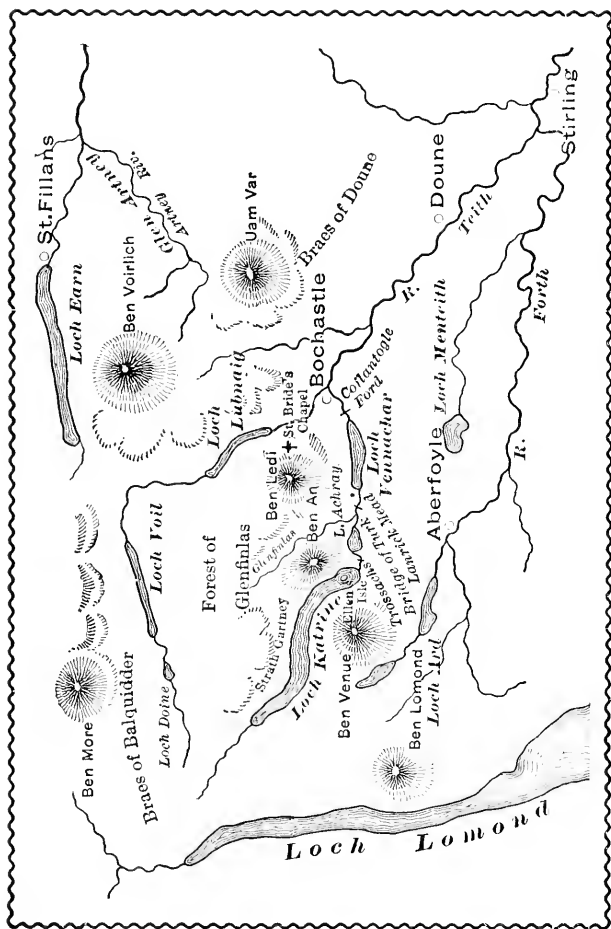 St. Fillans
Glen Artney
Artney Riv.
Loch Earn
Ben Voirlich
Uam Var
Braes of Doune
Doune
Stirling
R. Teith
Forth
R.
Loch Menteith
Loch
Lubnaig
St. Bride's
Chapel
Bochastle
Coilantogle
Ford
Loch
Vennachar
Ben Ledi
Ben An
L. Achray
Glenfinlas
Forest of
Glenfinlas
Loch Voil
Loch Doine
Braes of Balquidder
Ben More
Strath Gartney
Loch Katrine
Ellen
Isle
Trossachs
Bridge of Turk
Lanrick Mead
Aberfoyle
Ben Venue
Loch Ard
Ben Lomond
Loch Lomond